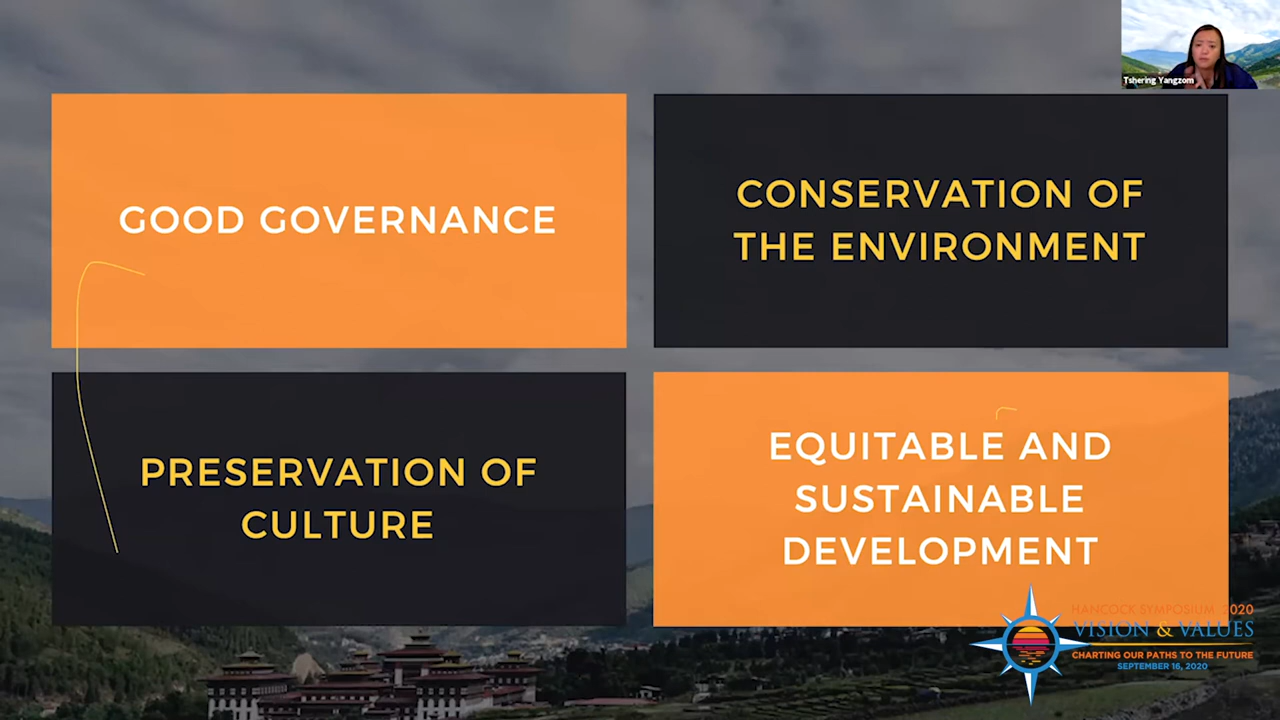 Tshering Yangzom
GOOD GOVERNANCE
CONSERVATION OF
THE ENVIRONMENT
PRESERVATION OF
CULTURE
EQUITABLE AND
SUSTAINABLE
DEVELOPMENT
HANCOCK SYMPOSIUM 2020
VISION & VALUES
CHARTING OUR PATHS TO THE FUTURE
SEPTEMBER 16, 2020